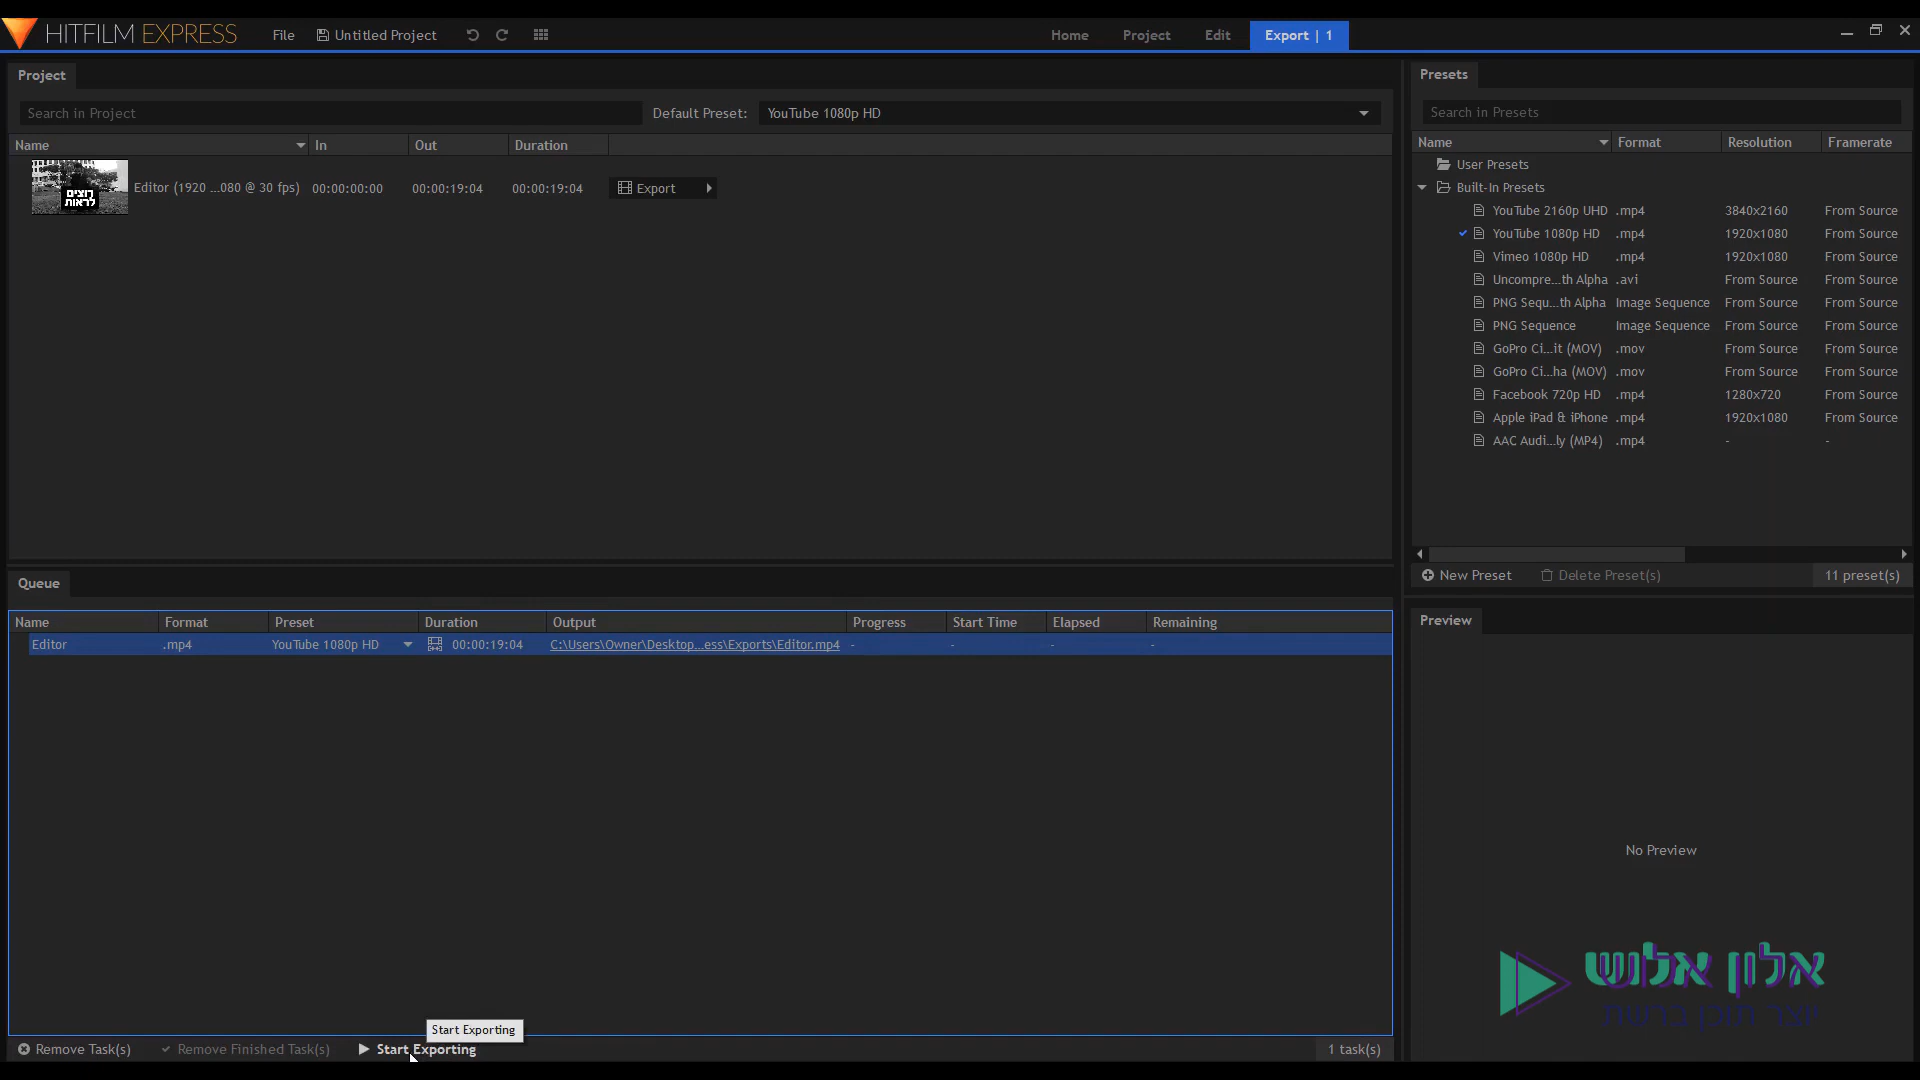 HITFILM EXPRESS
File
Untitled Project
Home
Project
Edit
Export | 1
Project
Search in Project
Default Preset:
YouTube 1080p HD
Name
In
Out
Duration
רוצים
לראות
Editor (1920 ...080 @ 30 fps)
00:00:00:00
00:00:19:04
00:00:19:04
Export
Presets
Search in Presets
Name
Format
Resolution
Framerate
User Presets
Built-In Presets
YouTube 2160p UHD .mp4 3840x2160 From Source
YouTube 1080p HD .mp4 1920x1080 From Source
Vimeo 1080p HD .mp4 1920x1080 From Source
Uncompre...th Alpha .avi From Source From Source
PNG Sequ...th Alpha Image Sequence From Source From Source
PNG Sequence Image Sequence From Source From Source
GoPro Ci...it (MOV) .mov From Source From Source
GoPro Ci...ha (MOV) .mov From Source From Source
Facebook 720p HD .mp4 1280x720 From Source
Apple iPad & iPhone .mp4 1920x1080 From Source
AAC Audi...ly (MP4) .mp4 - -
New Preset
Delete Preset(s)
11 preset(s)
Queue
Name
Format
Preset
Duration
Output
Progress
Start Time
Elapsed
Remaining
Editor
.mp4
YouTube 1080p HD
00:00:19:04
C:\Users\Owner\Desktop...ess\Exports\Editor.mp4
-
-
-
-
Preview
No Preview
אלון אלוש
יוצר תוכן ברשת
Start Exporting
Remove Task(s)
Remove Finished Task(s)
Start Exporting
1 task(s)